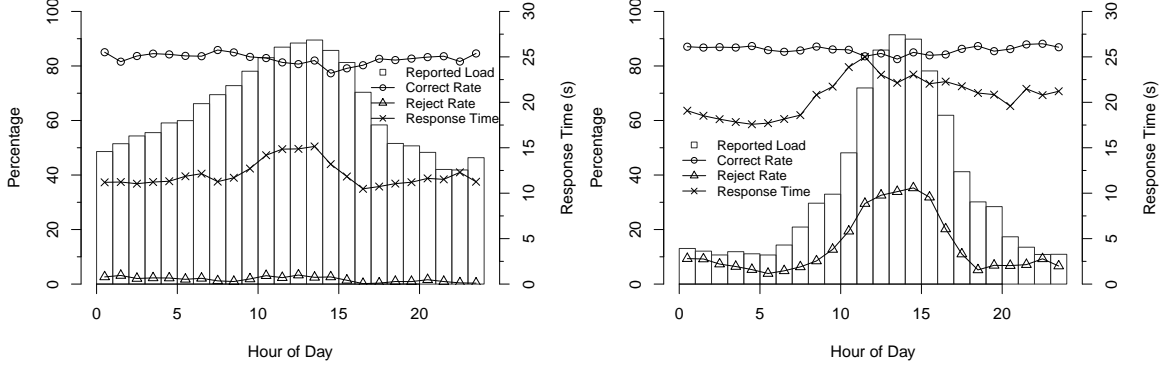 100
80
60
40
20
0
Percentage
30
25
20
15
10
5
0
Response Time (s)
Reported Load
Correct Rate
Reject Rate
Response Time
0 5 10 15 20
Hour of Day
100
80
60
40
20
0
Percentage
30
25
20
15
10
5
0
Response Time (s)
Reported Load
Correct Rate
Reject Rate
Response Time
0 5 10 15 20
Hour of Day